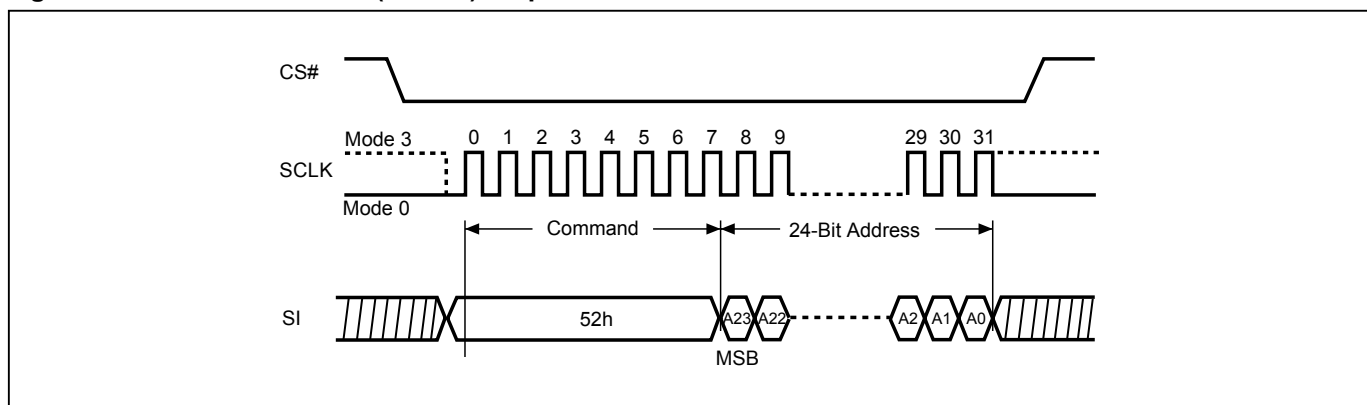 CS#
Mode 3
0 1 2 3 4 5 6 7 8 9 29 30 31
SCLK
Mode 0
Command 24-Bit Address
SI 52h A23 A22 A2 A1 A0
MSB